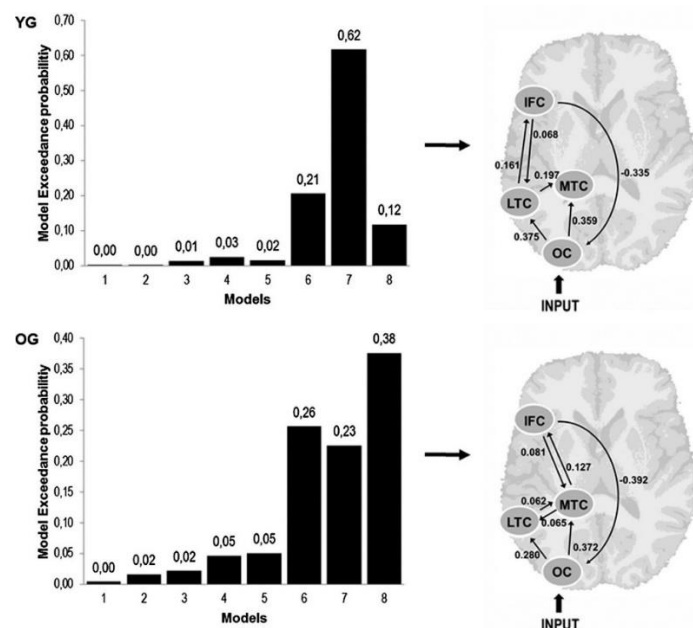 YG
Model Exceedance probabilitiy
0,70
0,60
0,50
0,40
0,30
0,20
0,10
0,00
0,00
0,00
0,01
0,03
0,02
0,21
0,62
0,12
1 2 3 4 5 6 7 8
Models
IFC
0.068
0.161
0.197
-0.335
MTC
LTC
0.359
0.375
OC
INPUT
OG
Model Exceedance probabilitiy
0,40
0,35
0,30
0,25
0,20
0,15
0,10
0,05
0,00
0,00
0,02
0,02
0,05
0,05
0,26
0,23
0,38
1 2 3 4 5 6 7 8
Models
IFC
0.081
0.127
-0.392
0.062
MTC
LTC
0.065
0.280
0.372
OC
INPUT